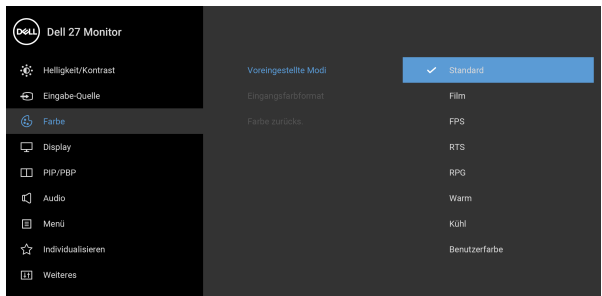 DELL Dell 27 Monitor
Helligkeit/Kontrast
Eingabe-Quelle
Farbe
Display
PIP/PBP
Audio
Menü
Individualisieren
Weiteres
Voreingestellte Modi
Eingangsfarbformat
Farbe zurücks.
Standard
Film
FPS
RTS
RPG
Warm
Kühl
Benutzerfarbe